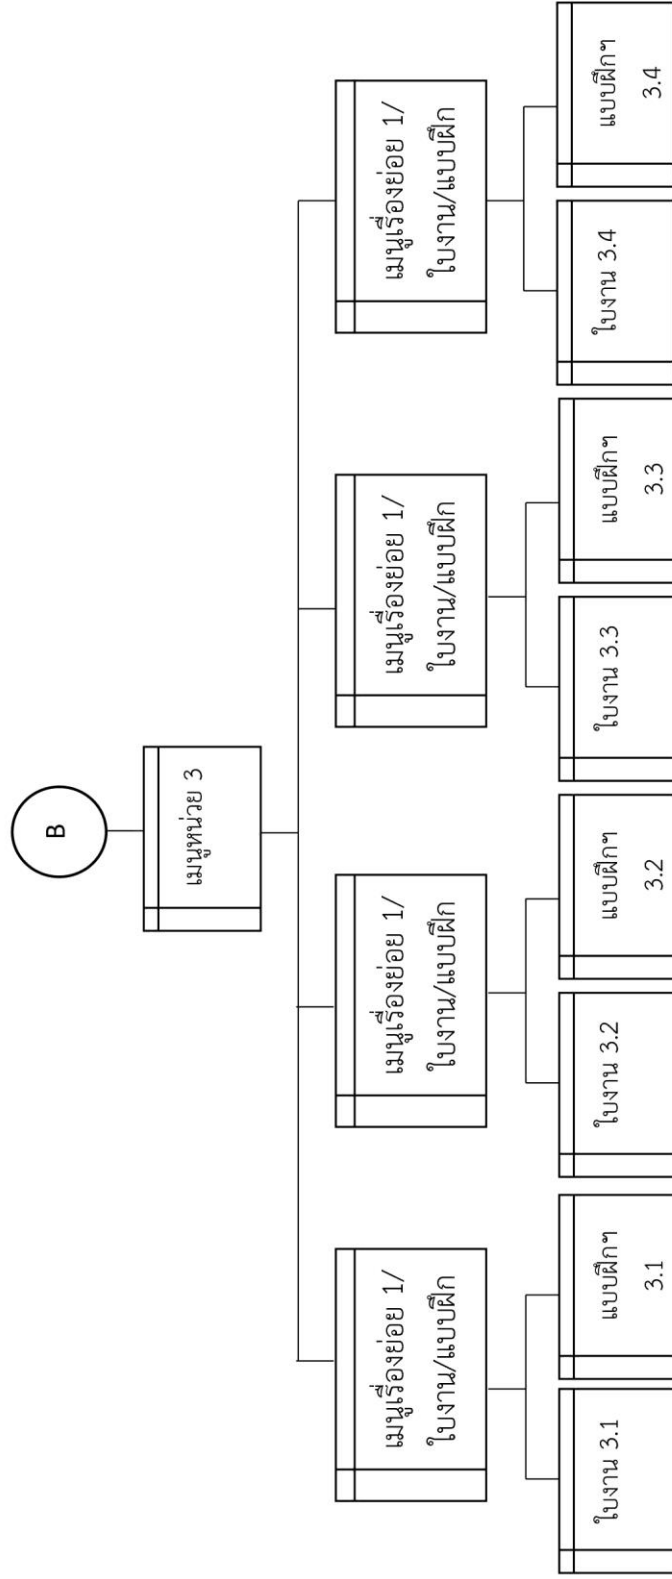 B
เมนูหน่วย 3
เมนูเรื่องย่อย 1/
ใบงาน/แบบฝึก
เมนูเรื่องย่อย 1/
ใบงาน/แบบฝึก
เมนูเรื่องย่อย 1/
ใบงาน/แบบฝึก
เมนูเรื่องย่อย 1/
ใบงาน/แบบฝึก
ใบงาน 3.1
แบบฝึกฯ
3.1
ใบงาน 3.2
แบบฝึกฯ
3.2
ใบงาน 3.3
แบบฝึกฯ
3.3
ใบงาน 3.4
แบบฝึกฯ
3.4